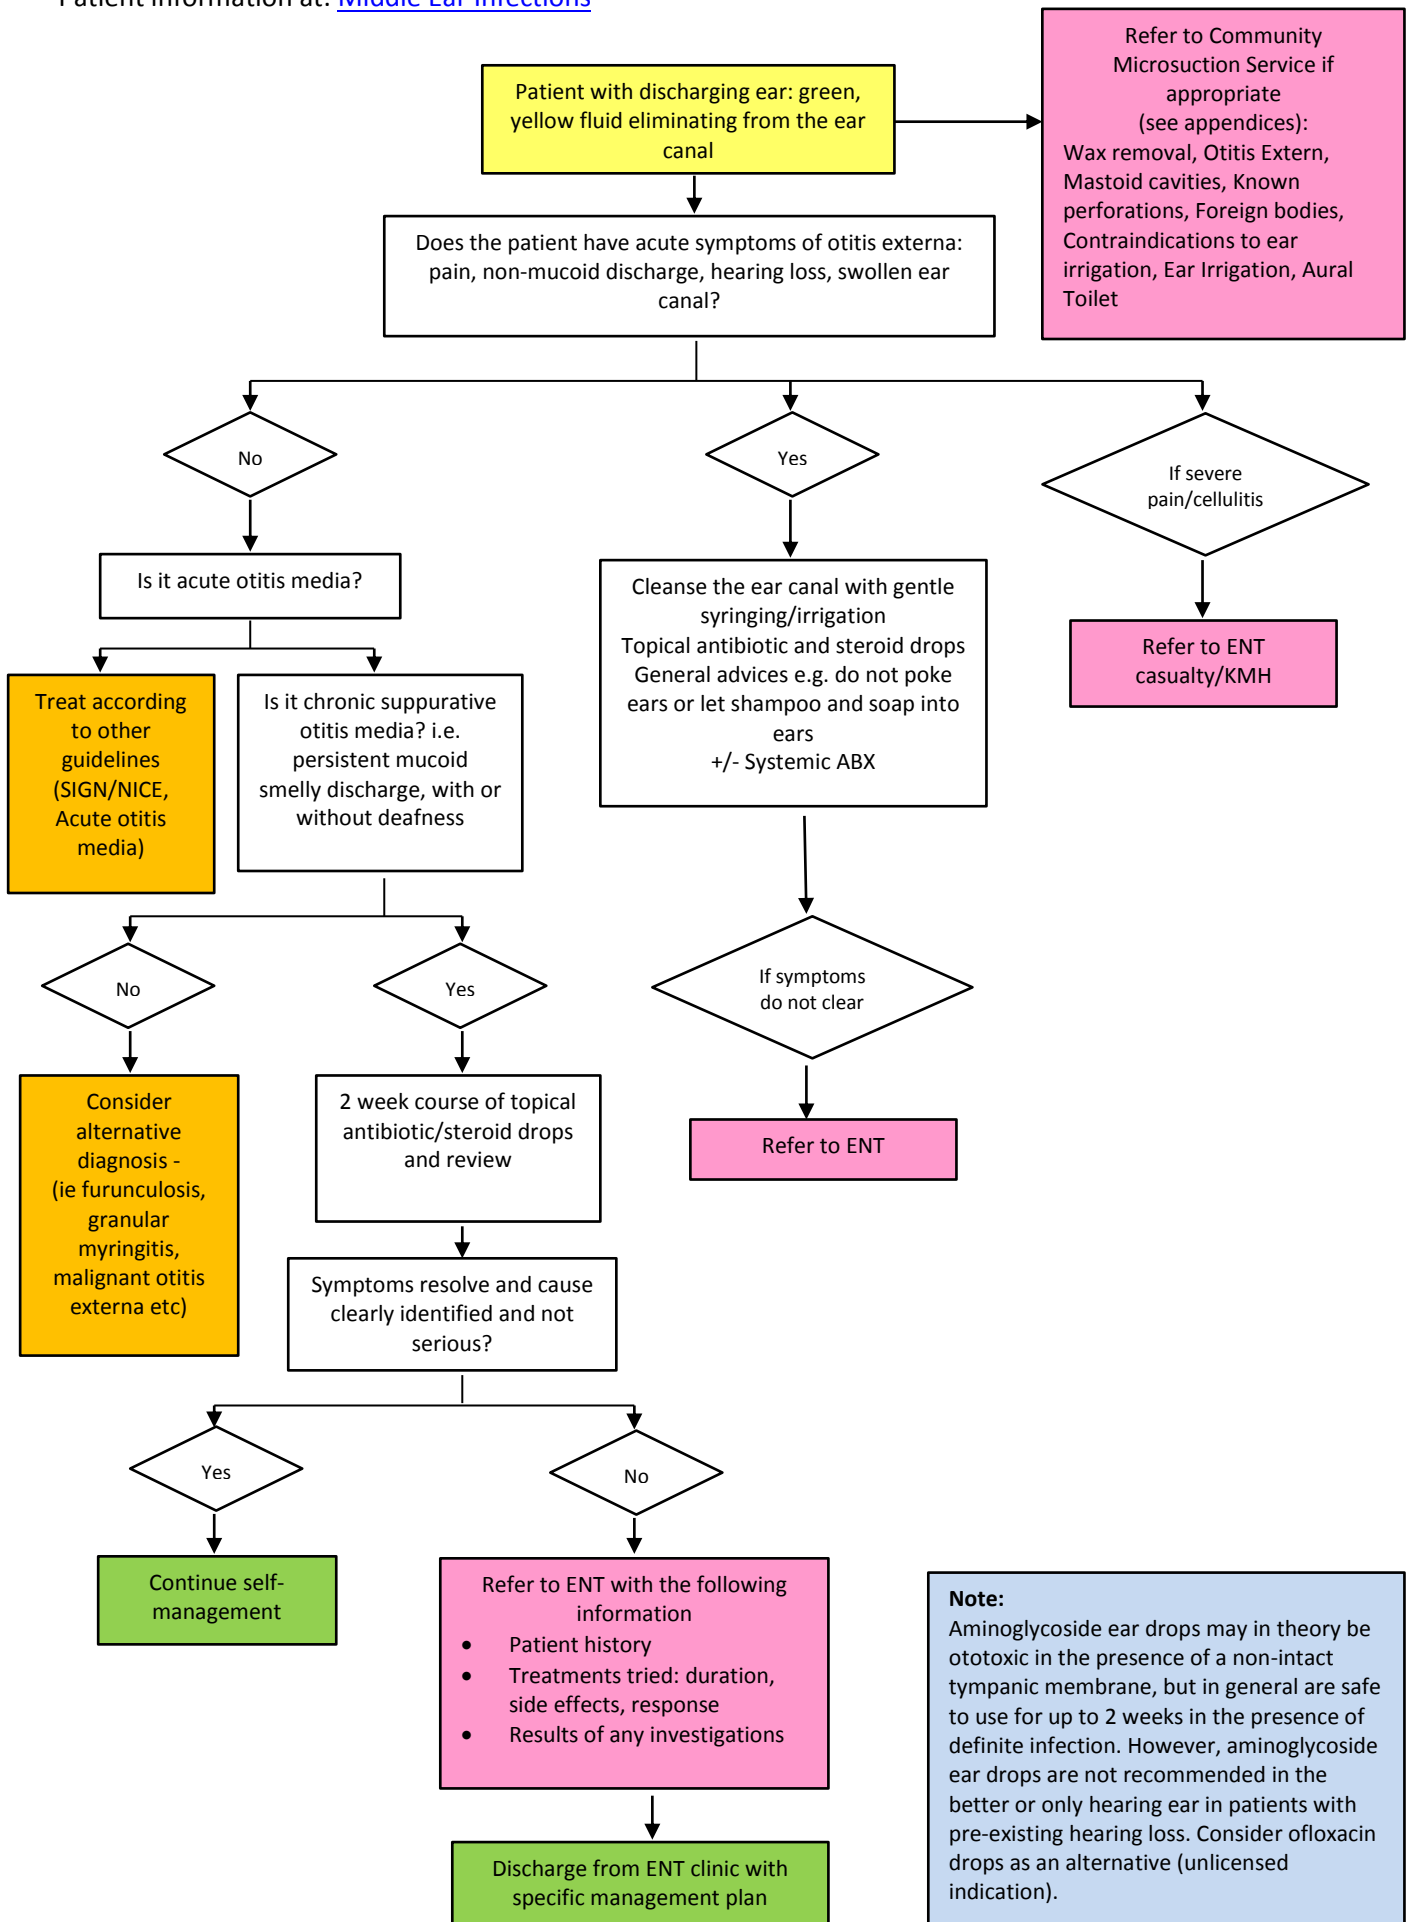 Patient information at: Middle Ear Infections
Refer to Community
Microsuction Service if
appropriate
(see appendices):
Wax removal, Otitis Extern,
Mastoid cavities, Known
perforations, Foreign bodies,
Contraindications to ear
irrigation, Ear Irrigation, Aural
Toilet
Patient with discharging ear: green,
yellow fluid eliminating from the ear
canal
Does the patient have acute symptoms of otitis externa:
pain, non-mucoid discharge, hearing loss, swollen ear
canal?
No
Yes
If severe
pain/cellulitis
Is it acute otitis media?
Cleanse the ear canal with gentle
syringing/irrigation
Topical antibiotic and steroid drops
General advices e.g. do not poke
ears or let shampoo and soap into
ears
+/- Systemic ABX
Refer to ENT
casualty/KMH
Treat according
to other
guidelines
(SIGN/NICE,
Acute otitis
media)
Is it chronic suppurative
otitis media? i.e.
persistent mucoid
smelly discharge, with or
without deafness
No
Yes
If symptoms
do not clear
Consider
alternative
diagnosis -
(ie furunculosis,
granular
myringitis,
malignant otitis
externa etc)
2 week course of topical
antibiotic/steroid drops
and review
Refer to ENT
Symptoms resolve and cause
clearly identified and not
serious?
Yes
No
Continue self-
management
Refer to ENT with the following
information
• Patient history
• Treatments tried: duration,
side effects, response
• Results of any investigations
Discharge from ENT clinic with
specific management plan
Note:
Aminoglycoside ear drops may in theory be
ototoxic in the presence of a non-intact
tympanic membrane, but in general are safe
to use for up to 2 weeks in the presence of
definite infection. However, aminoglycoside
ear drops are not recommended in the
better or only hearing ear in patients with
pre-existing hearing loss. Consider ofloxacin
drops as an alternative (unlicensed
indication).